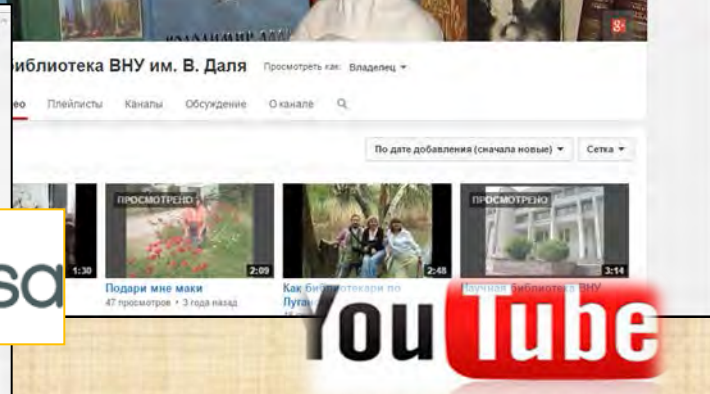 g+
иблиотека ВНУ им. В. Даля Просмотреть как: Владелец
ео Плейлисты Каналы Обсуждение О канале
По дате добавления (сначала новые) Сетка
ПРОСМОТРЕНО ПРОСМОТРЕНО
1:30 2:09 2:48 3:14
Подари мне маки Как библиотекари по Научная библиотека ВНУ
47 просмотров • 3 года назад Луган
sa
You Tube